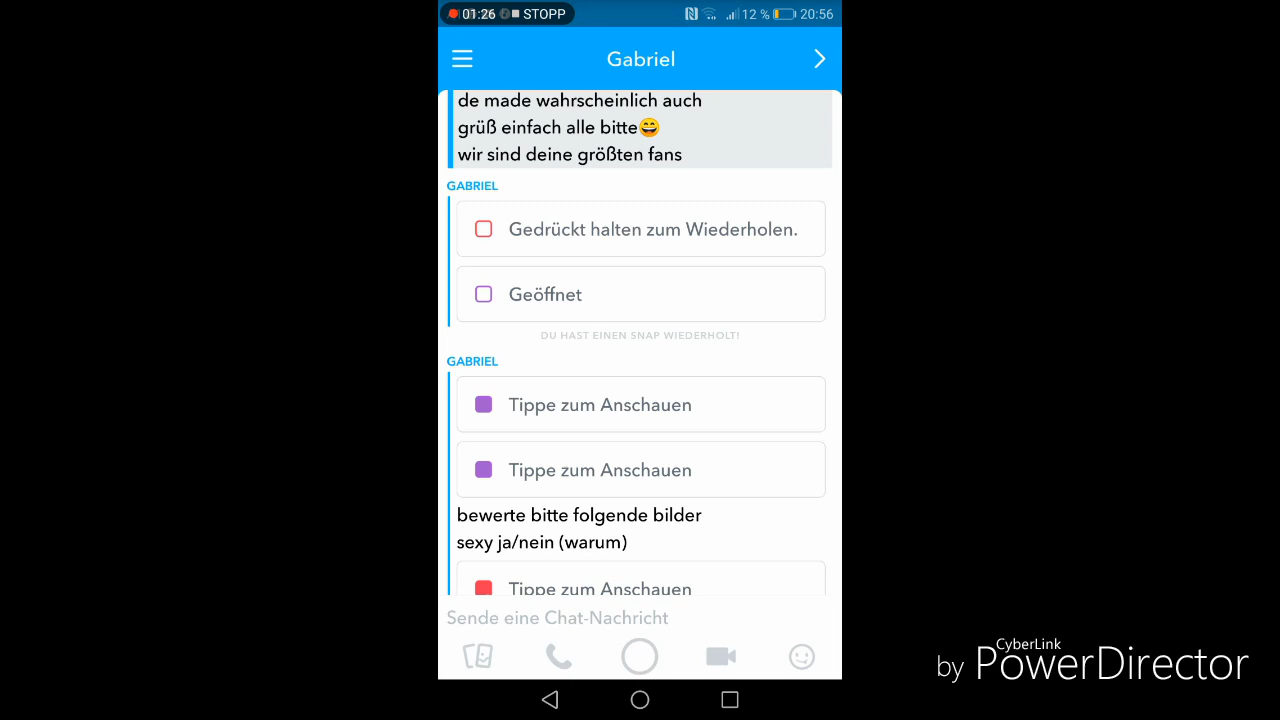 01:26 STOPP 12 % 20:56
Gabriel
de made wahrscheinlich auch
grüß einfach alle bitte😄
wir sind deine größten fans
GABRIEL
Gedrückt halten zum Wiederholen.
Geöffnet
DU HAST EINEN SNAP WIEDERHOLT!
GABRIEL
Tippe zum Anschauen
Tippe zum Anschauen
bewerte bitte folgende bilder
sexy ja/nein (warum)
Tippe zum Anschauen
Sende eine Chat-Nachricht
CyberLink
by PowerDirector